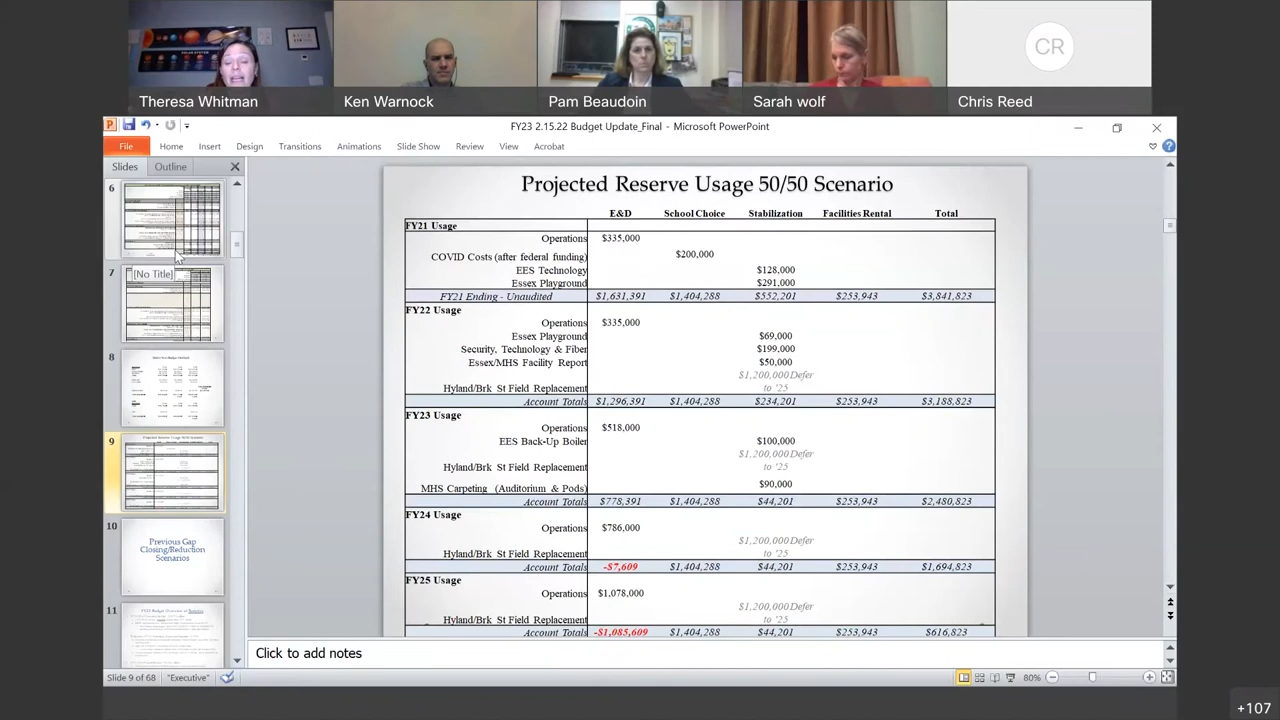 CR
Theresa Whitman
Ken Warnock
Pam Beaudoin
Sarah wolf
Chris Reed
FY23 2.15.22 Budget Update_Final - Microsoft PowerPoint
File Home Insert Design Transitions Animations Slide Show Review View Acrobat
Slides Outline
6
7
[No Title]
8
9
10
Previous Gap
Closing/Reduction
Scenarios
11
Projected Reserve Usage 50/50 Scenario
E&D School Choice Stabilization Facilities Rental Total
FY21 Usage
Operations $335,000
COVID Costs (after federal funding) $200,000
EES Technology $128,000
Essex Playground $291,000
FY21 Ending - Unaudited $1,631,391 $1,404,288 $552,201 $253,943 $3,841,823
FY22 Usage
Operations $335,000
Essex Playground $69,000
Security, Technology & Fiber $199,000
Essex/MHS Facility Report $50,000
$1,200,000 Defer
Hyland/Brk St Field Replacement to '25
Account Totals $1,296,391 $1,404,288 $234,201 $253,943 $3,188,823
FY23 Usage
Operations $518,000
EES Back-Up Boiler $100,000
$1,200,000 Defer
Hyland/Brk St Field Replacement to '25
MHS Carpeting (Auditorium & Pods) $90,000
Account Totals $778,391 $1,404,288 $44,201 $253,943 $2,480,823
FY24 Usage
Operations $786,000
$1,200,000 Defer
Hyland/Brk St Field Replacement to '25
Account Totals -$7,609 $1,404,288 $44,201 $253,943 $1,694,823
FY25 Usage
Operations $1,078,000
$1,200,000 Defer
Hyland/Brk St Field Replacement to '25
Account Totals -$1,085,609 $1,404,288 $44,201 $253,943 $616,823
Click to add notes
Slide 9 of 68 "Executive" 80%
+107